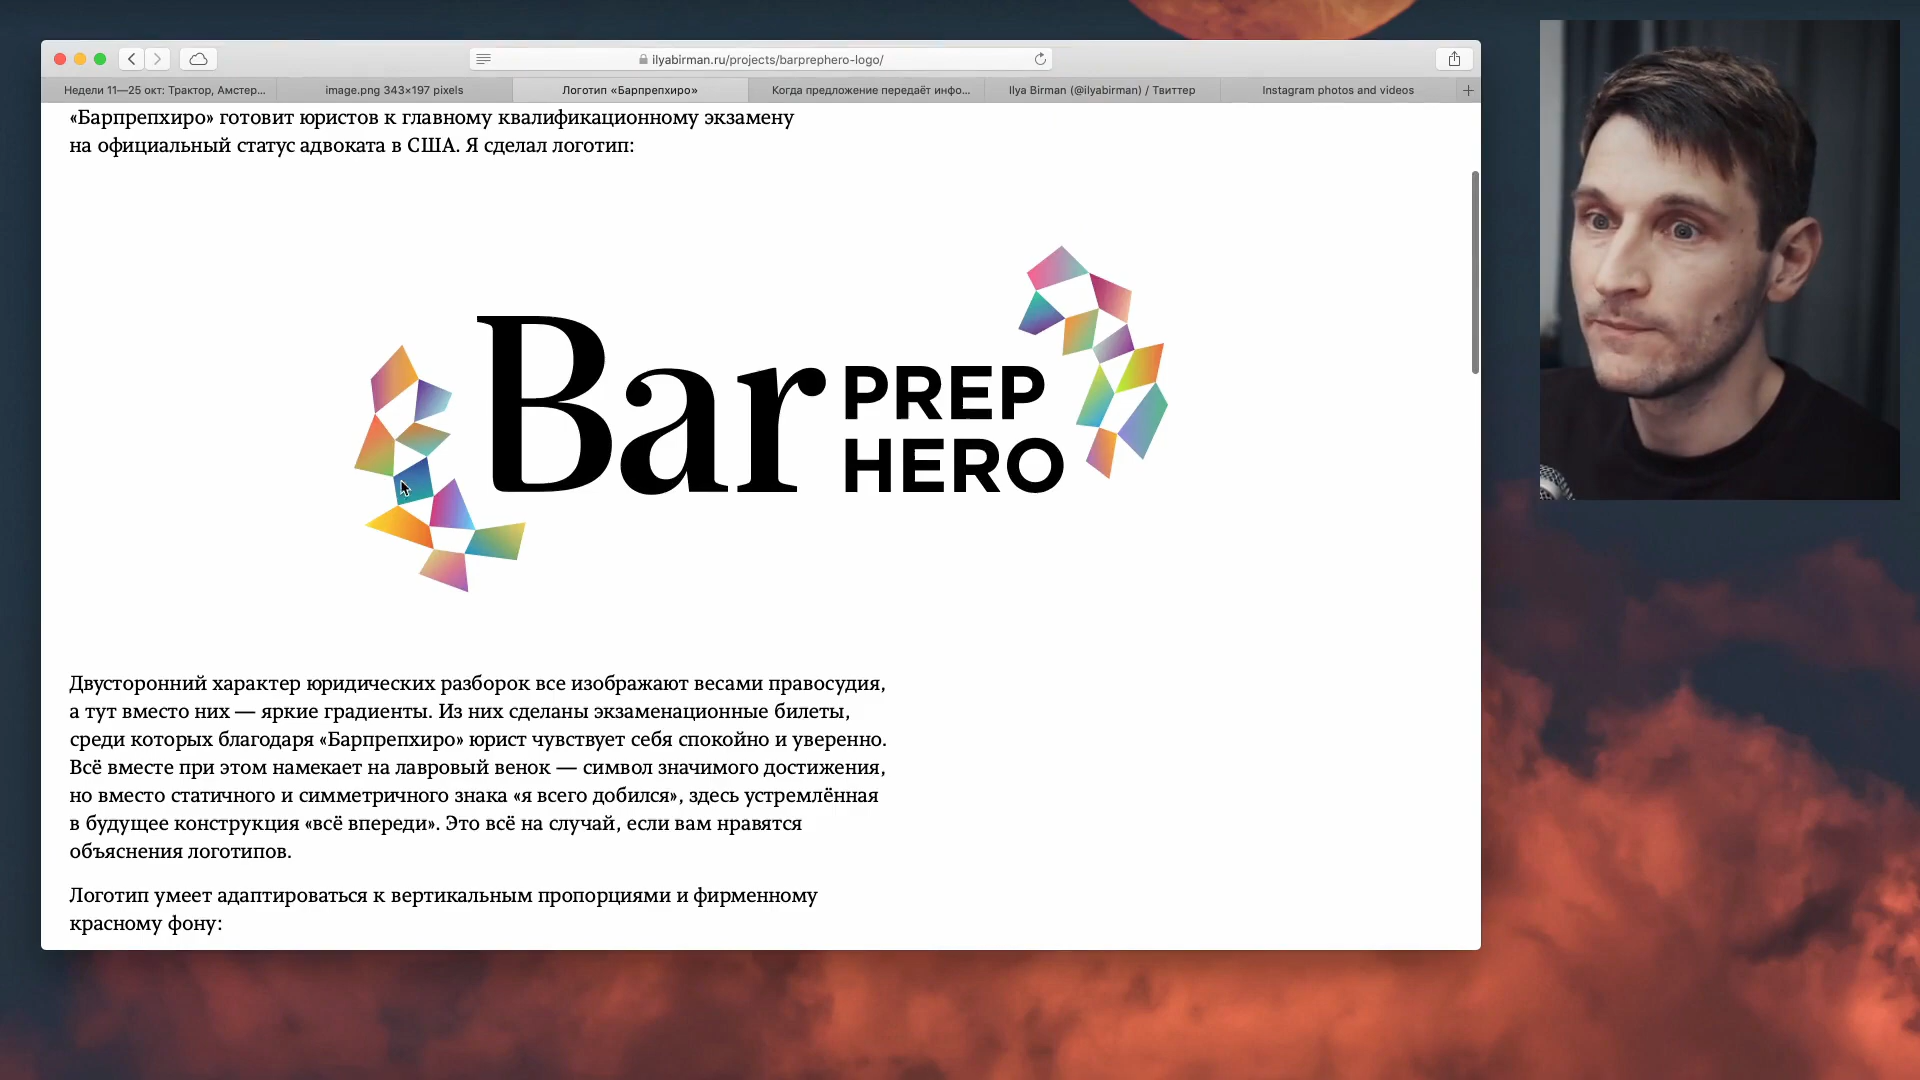 ilyabirman.ru/projects/barprephero-logo/
Недели 11—25 окт: Трактор, Амстер...
image.png 343×197 pixels
Логотип «Барпрепхиро»
Когда предложение передаёт инфо...
Ilya Birman (@ilyabirman) / Твиттер
Instagram photos and videos
«Барпрепхиро» готовит юристов к главному квалификационному экзамену
на официальный статус адвоката в США. Я сделал логотип:
Bar
PREP
HERO
Двусторонний характер юридических разборок все изображают весами правосудия,
а тут вместо них — яркие градиенты. Из них сделаны экзаменационные билеты,
среди которых благодаря «Барпрепхиро» юрист чувствует себя спокойно и уверенно.
Всё вместе при этом намекает на лавровый венок — символ значимого достижения,
но вместо статичного и симметричного знака «я всего добился», здесь устремлённая
в будущее конструкция «всё впереди». Это всё на случай, если вам нравятся
объяснения логотипов.
Логотип умеет адаптироваться к вертикальным пропорциями и фирменному
красному фону: